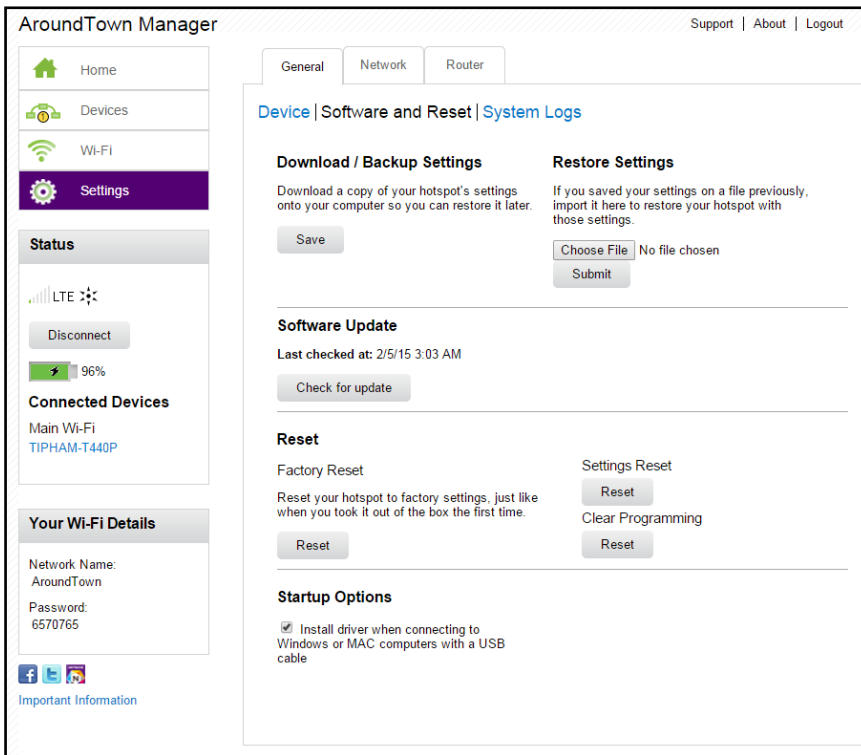 AroundTown Manager
Support | About | Logout
Home
Devices
Wi-Fi
Settings
Status
LTE
Disconnect
96%
Connected Devices
Main Wi-Fi
TIPHAM-T440P
Your Wi-Fi Details
Network Name:
AroundTown
Password:
6570765
Important Information
General
Network
Router
Device | Software and Reset | System Logs
Download / Backup Settings
Download a copy of your hotspot's settings
onto your computer so you can restore it later.
Save
Restore Settings
If you saved your settings on a file previously,
import it here to restore your hotspot with
those settings.
Choose File No file chosen
Submit
Software Update
Last checked at: 2/5/15 3:03 AM
Check for update
Reset
Factory Reset
Reset your hotspot to factory settings, just like
when you took it out of the box the first time.
Reset
Settings Reset
Reset
Clear Programming
Reset
Startup Options
Install driver when connecting to
Windows or MAC computers with a USB
cable